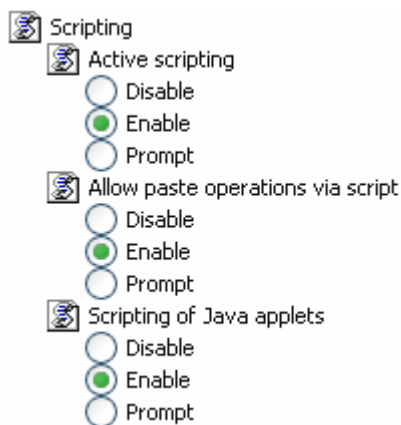 Scripting
Active scripting
Disable
Enable
Prompt
Allow paste operations via script
Disable
Enable
Prompt
Scripting of Java applets
Disable
Enable
Prompt